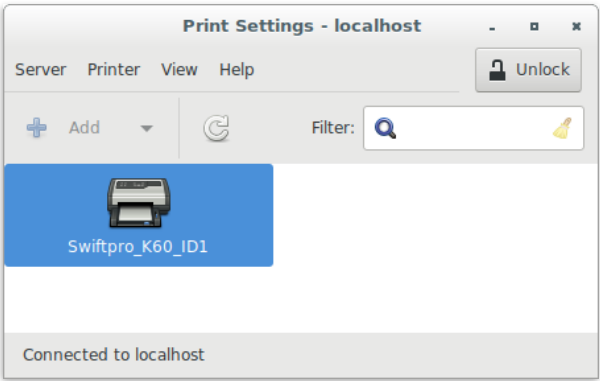 Print Settings - localhost
Server Printer View Help Unlock
Add Filter:
Swiftpro_K60_ID1
Connected to localhost